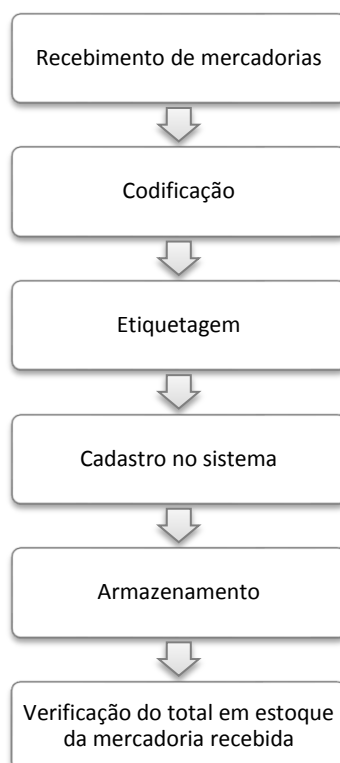 Recebimento de mercadorias
Codificação
Etiquetagem
Cadastro no sistema
Armazenamento
Verificação do total em estoque
da mercadoria recebida